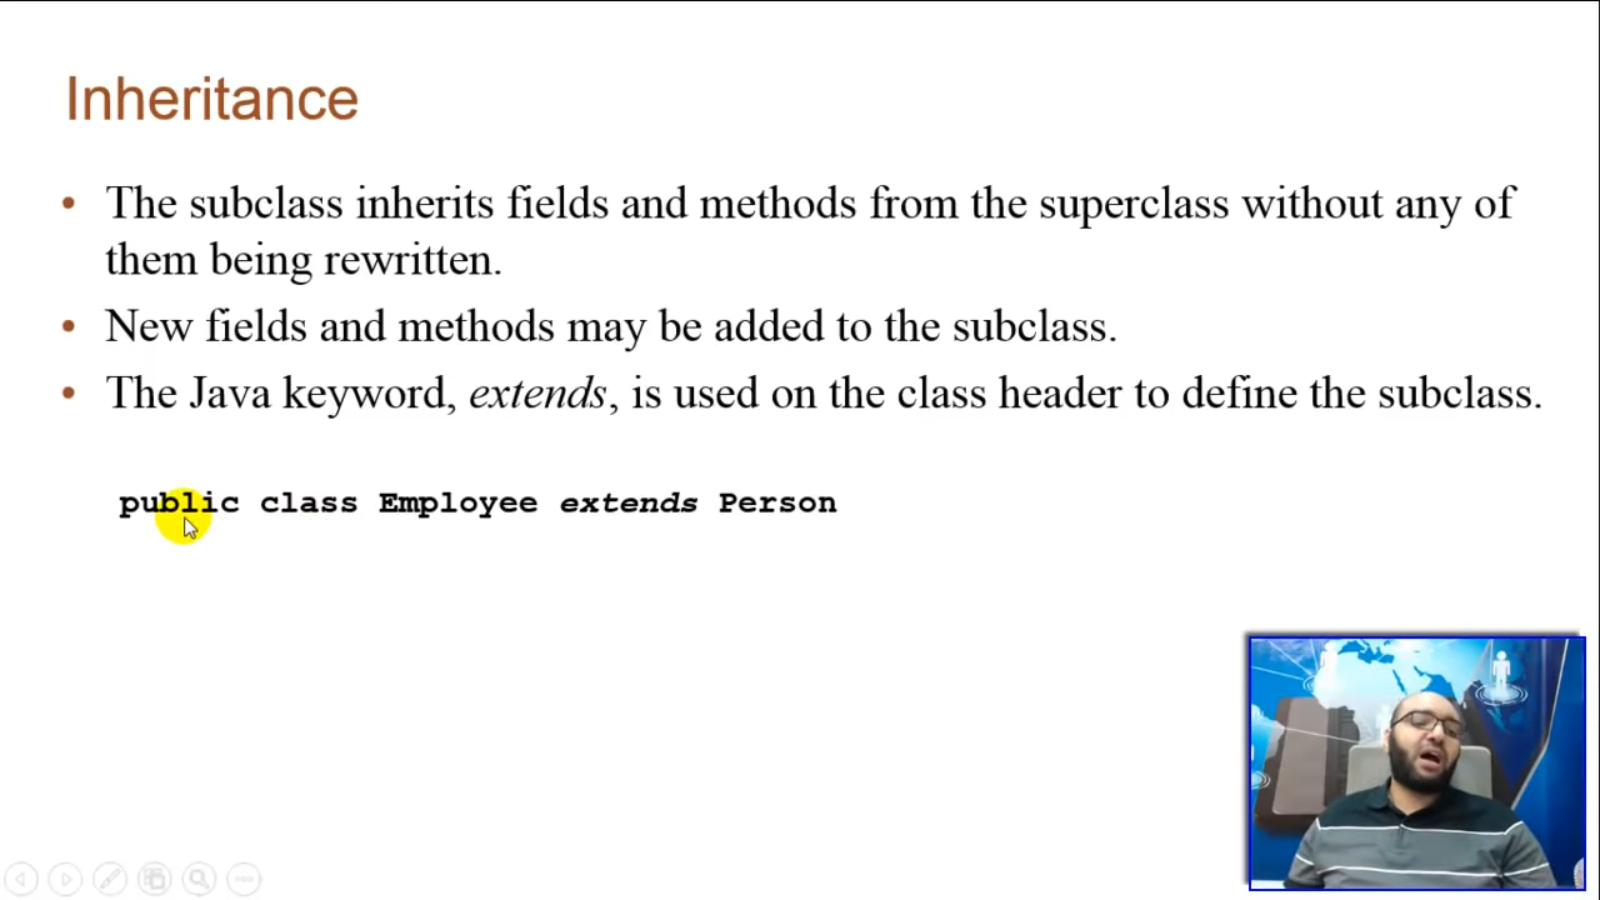 Inheritance
• The subclass inherits fields and methods from the superclass without any of
them being rewritten.
• New fields and methods may be added to the subclass.
• The Java keyword, extends, is used on the class header to define the subclass.
public class Employee extends Person